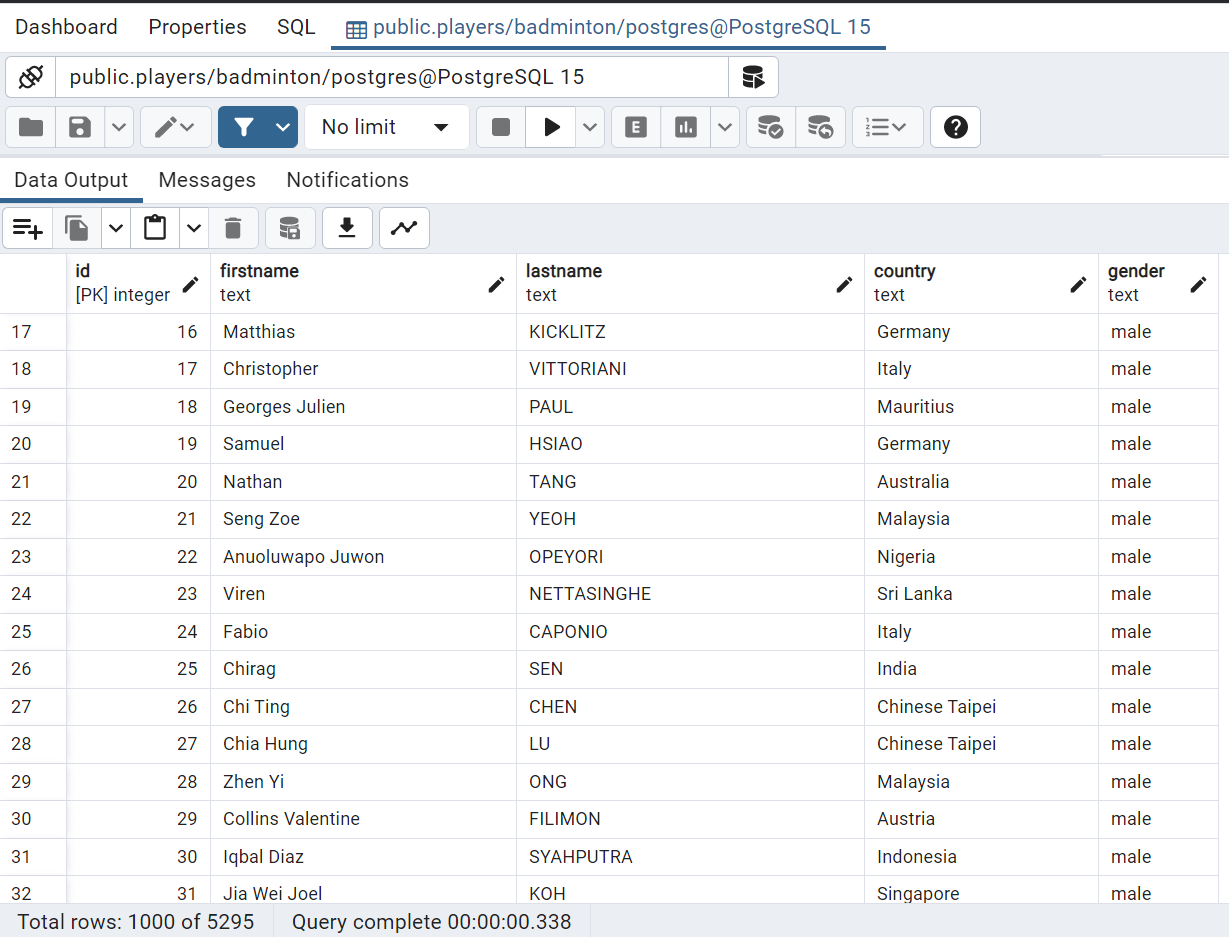 Dashboard Properties SQL public.players/badminton/postgres@PostgreSQL 15
public.players/badminton/postgres@PostgreSQL 15
No limit E
Data Output Messages Notifications
id firstname lastname country gender
[PK] integer text text text text
17 16 Matthias KICKLITZ Germany male
18 17 Christopher VITTORIANI Italy male
19 18 Georges Julien PAUL Mauritius male
20 19 Samuel HSIAO Germany male
21 20 Nathan TANG Australia male
22 21 Seng Zoe YEOH Malaysia male
23 22 Anuoluwapo Juwon OPEYORI Nigeria male
24 23 Viren NETTASINGHE Sri Lanka male
25 24 Fabio CAPONIO Italy male
26 25 Chirag SEN India male
27 26 Chi Ting CHEN Chinese Taipei male
28 27 Chia Hung LU Chinese Taipei male
29 28 Zhen Yi ONG Malaysia male
30 29 Collins Valentine FILIMON Austria male
31 30 Iqbal Diaz SYAHPUTRA Indonesia male
32 31 Jia Wei Joel KOH Singapore male
Total rows: 1000 of 5295 Query complete 00:00:00.338